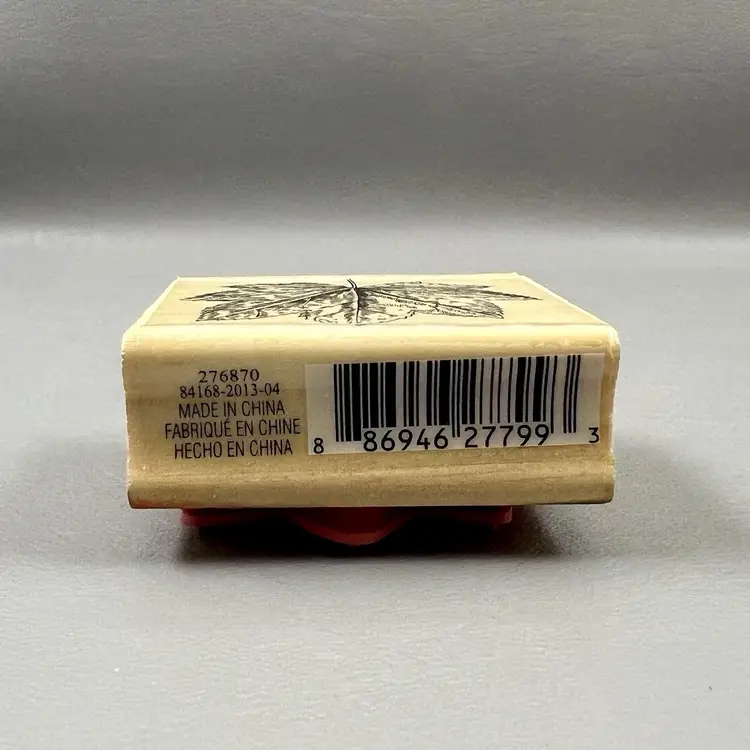 276870
84168-2013-04
MADE IN CHINA
FABRIQUÉ EN CHINE
HECHO EN CHINA
8 86946 27799 3